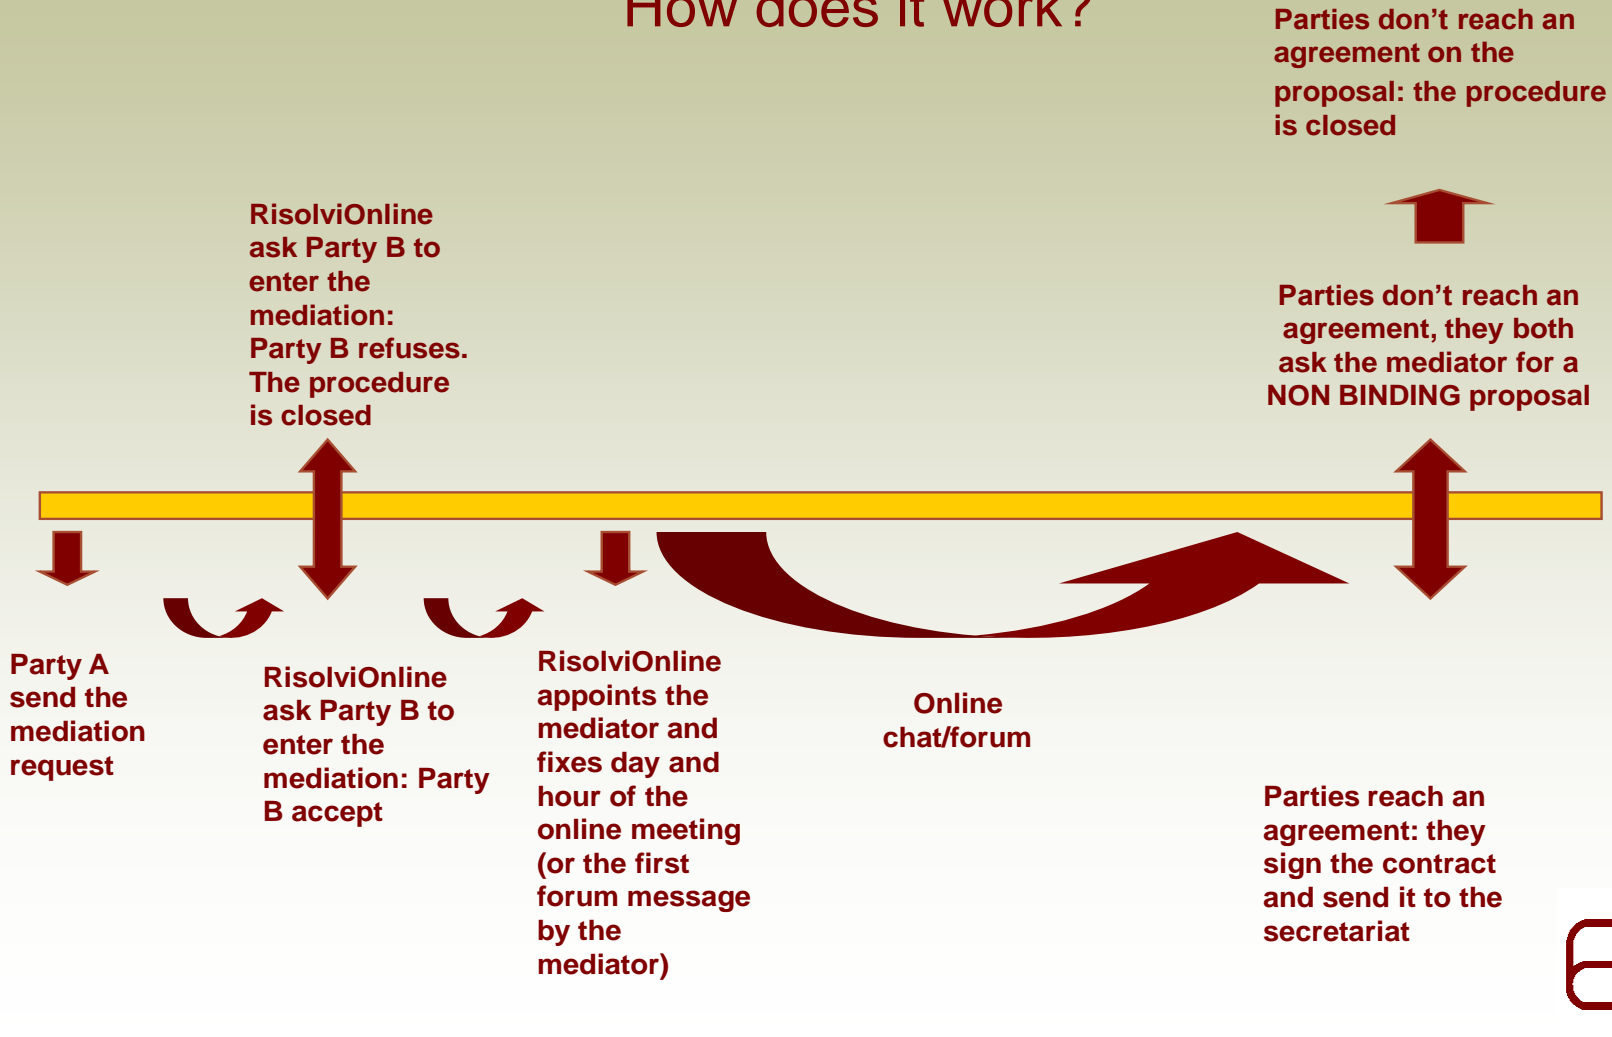 How does it work?
Parties don’t reach an
agreement on the
proposal: the procedure
is closed
RisolviOnline
ask Party B to
enter the
mediation:
Party B refuses.
The procedure
is closed
Parties don’t reach an
agreement, they both
ask the mediator for a
NON BINDING proposal
Party A
send the
mediation
request
RisolviOnline
ask Party B to
enter the
mediation: Party
B accept
RisolviOnline
appoints the
mediator and
fixes day and
hour of the
online meeting
(or the first
forum message
by the
mediator)
Online
chat/forum
Parties reach an
agreement: they
sign the contract
and send it to the
secretariat